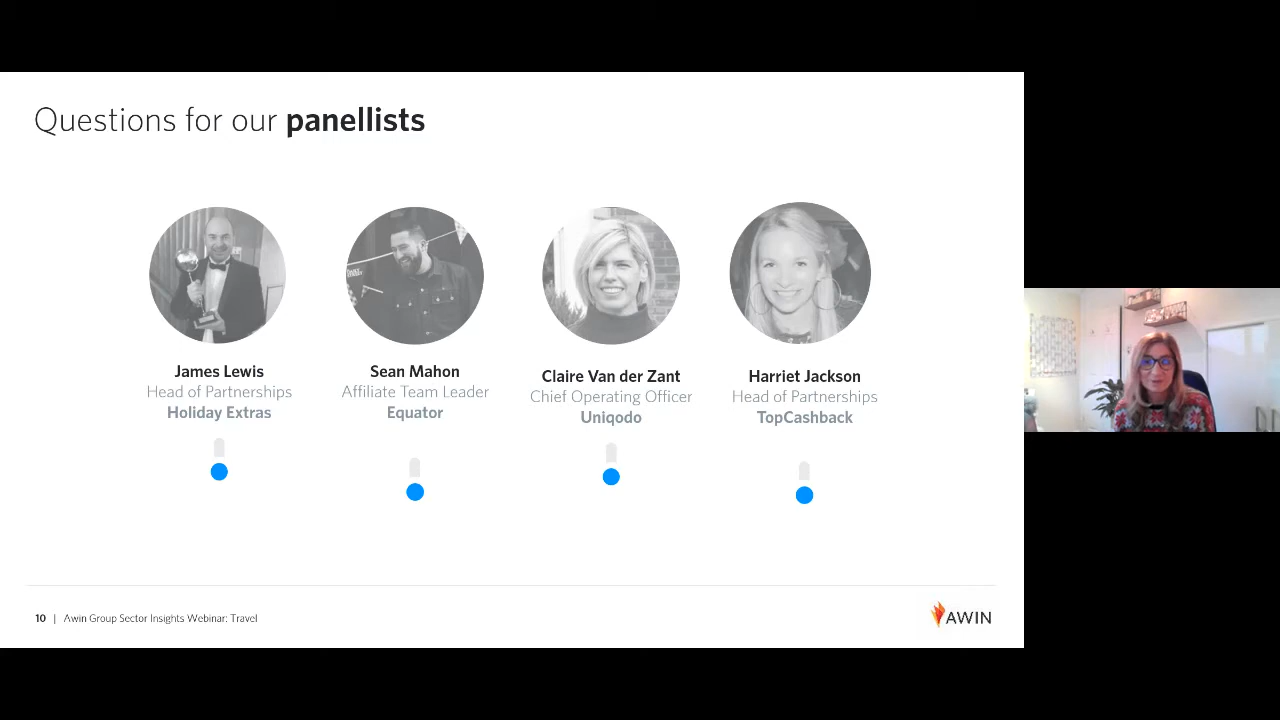 Questions for our panellists
James Lewis
Head of Partnerships
Holiday Extras
Sean Mahon
Affiliate Team Leader
Equator
Claire Van der Zant
Chief Operating Officer
Uniqodo
Harriet Jackson
Head of Partnerships
TopCashback
10 | Awin Group Sector Insights Webinar: Travel
AWIN